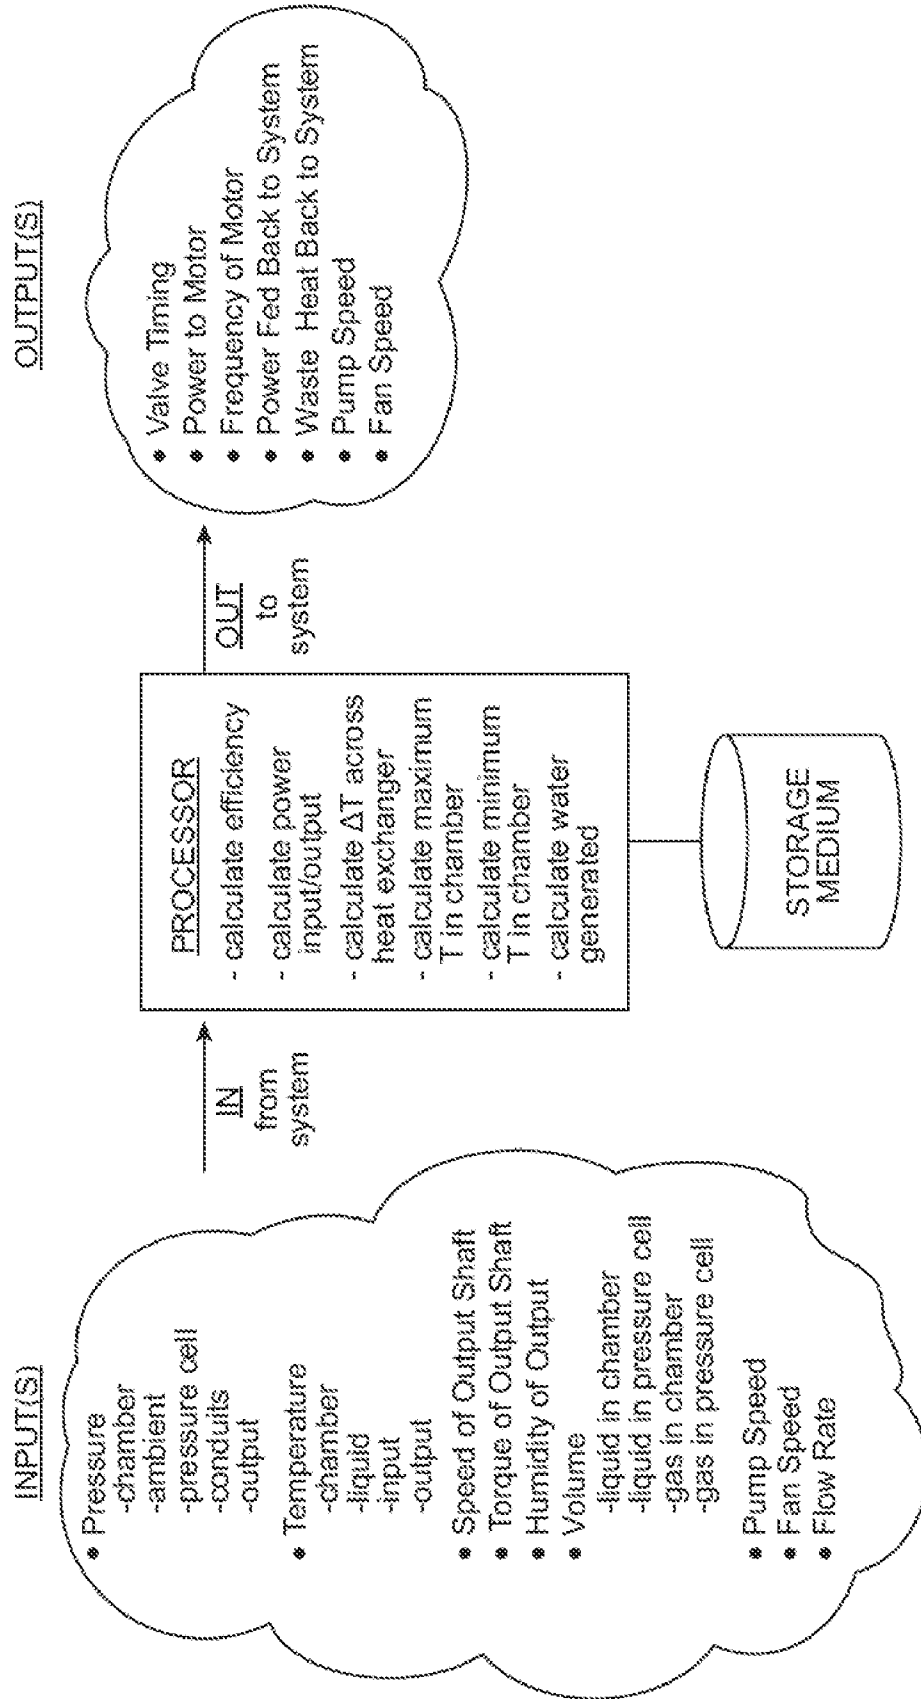 INPUT(S)
● Pressure
-chamber
-ambient
-pressure cell
-conduits
-output
● Temperature
-chamber
-liquid
-input
-output
● Speed of Output Shaft
● Torque of Output Shaft
● Humidity of Output
● Volume
-liquid in chamber
-liquid in pressure cell
-gas in chamber
-gas in pressure cell
● Pump Speed
● Fan Speed
● Flow Rate
IN
from
system
PROCESSOR
- calculate efficiency
- calculate power
input/output
- calculate ΔT across
heat exchanger
- calculate maximum
T in chamber
- calculate minimum
T in chamber
- calculate water
generated
STORAGE
MEDIUM
OUT
to
system
OUTPUT(S)
● Valve Timing
● Power to Motor
● Frequency of Motor
● Power Fed Back to System
● Waste Heat Back to System
● Pump Speed
● Fan Speed